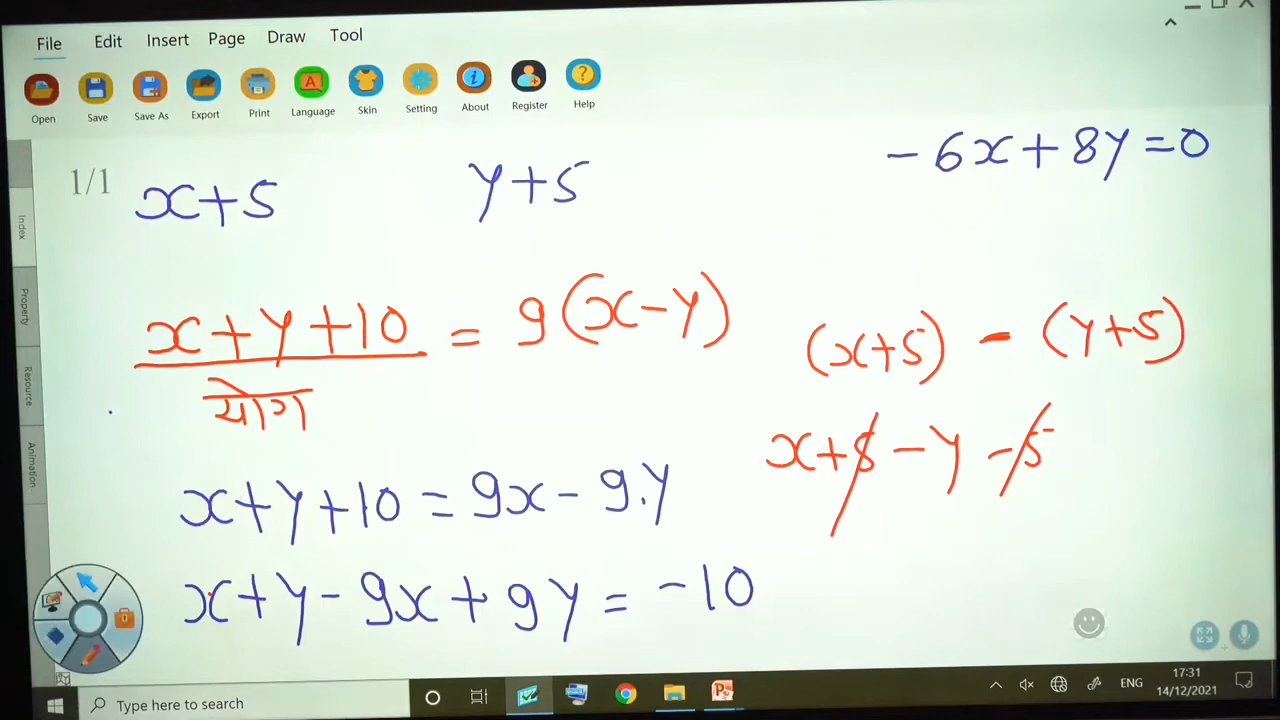 File Edit Insert Page Draw Tool
Open Save Save As Export Print Language Skin Setting About Register Help
1/1
x+5
y+5
-6x+8y=0
x+y+10 = 9(x-y)
योग
(x+5) - (y+5)
x+5-y-5
x+y+10=9x-9.y
x+y-9x+9y=-10
Index
Property
Resource
Animation
Type here to search
ENG
17:31
14/12/2021